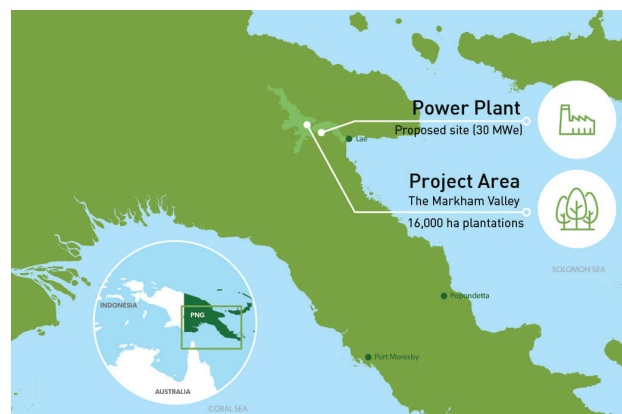 Power Plant
Proposed site (30 MWe)
Lae
Project Area
The Markham Valley
16,000 ha plantations
SOLOMON SEA
INDONESIA
PNG
Popondetta
Port Moresby
AUSTRALIA
CORAL SEA